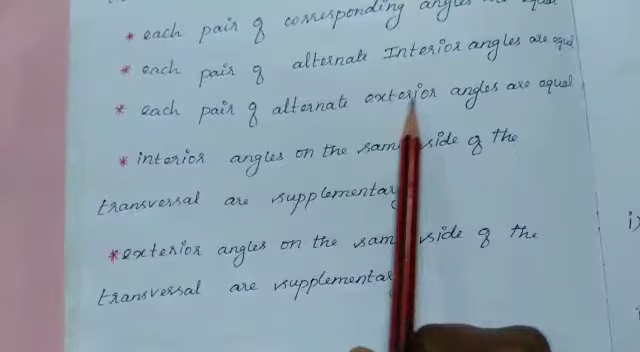 * each pair of corresponding angles are equal
* each pair of alternate Interior angles are equal
* each pair of alternate exterior angles are equal
* interior angles on the same side of the
transversal are supplementary
* exterior angles on the same side of the
transversal are supplementary
i)